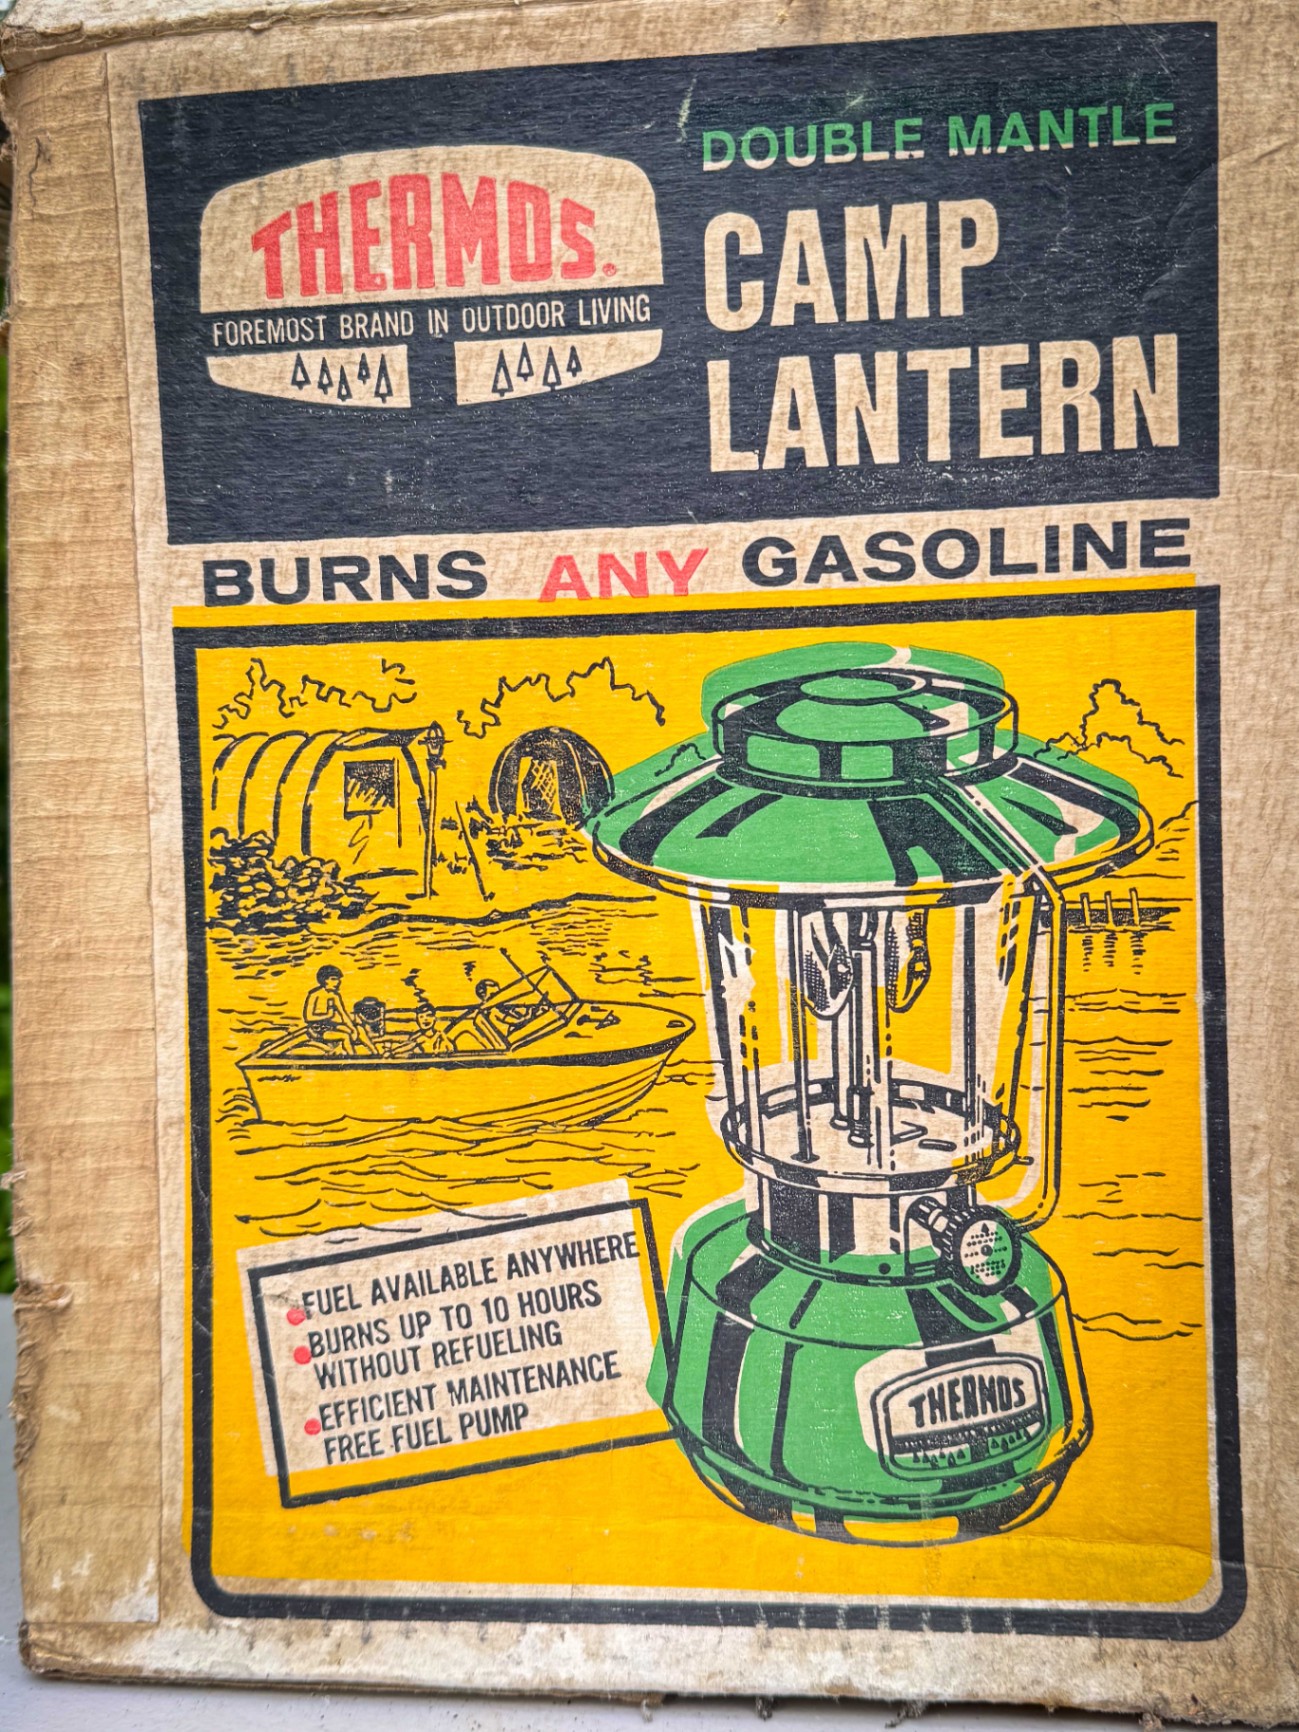 THERMOS®
FOREMOST BRAND IN OUTDOOR LIVING
DOUBLE MANTLE
CAMP
LANTERN
BURNS ANY GASOLINE
• FUEL AVAILABLE ANYWHERE
• BURNS UP TO 10 HOURS
WITHOUT REFUELING
• EFFICIENT MAINTENANCE
FREE FUEL PUMP
THERMOS